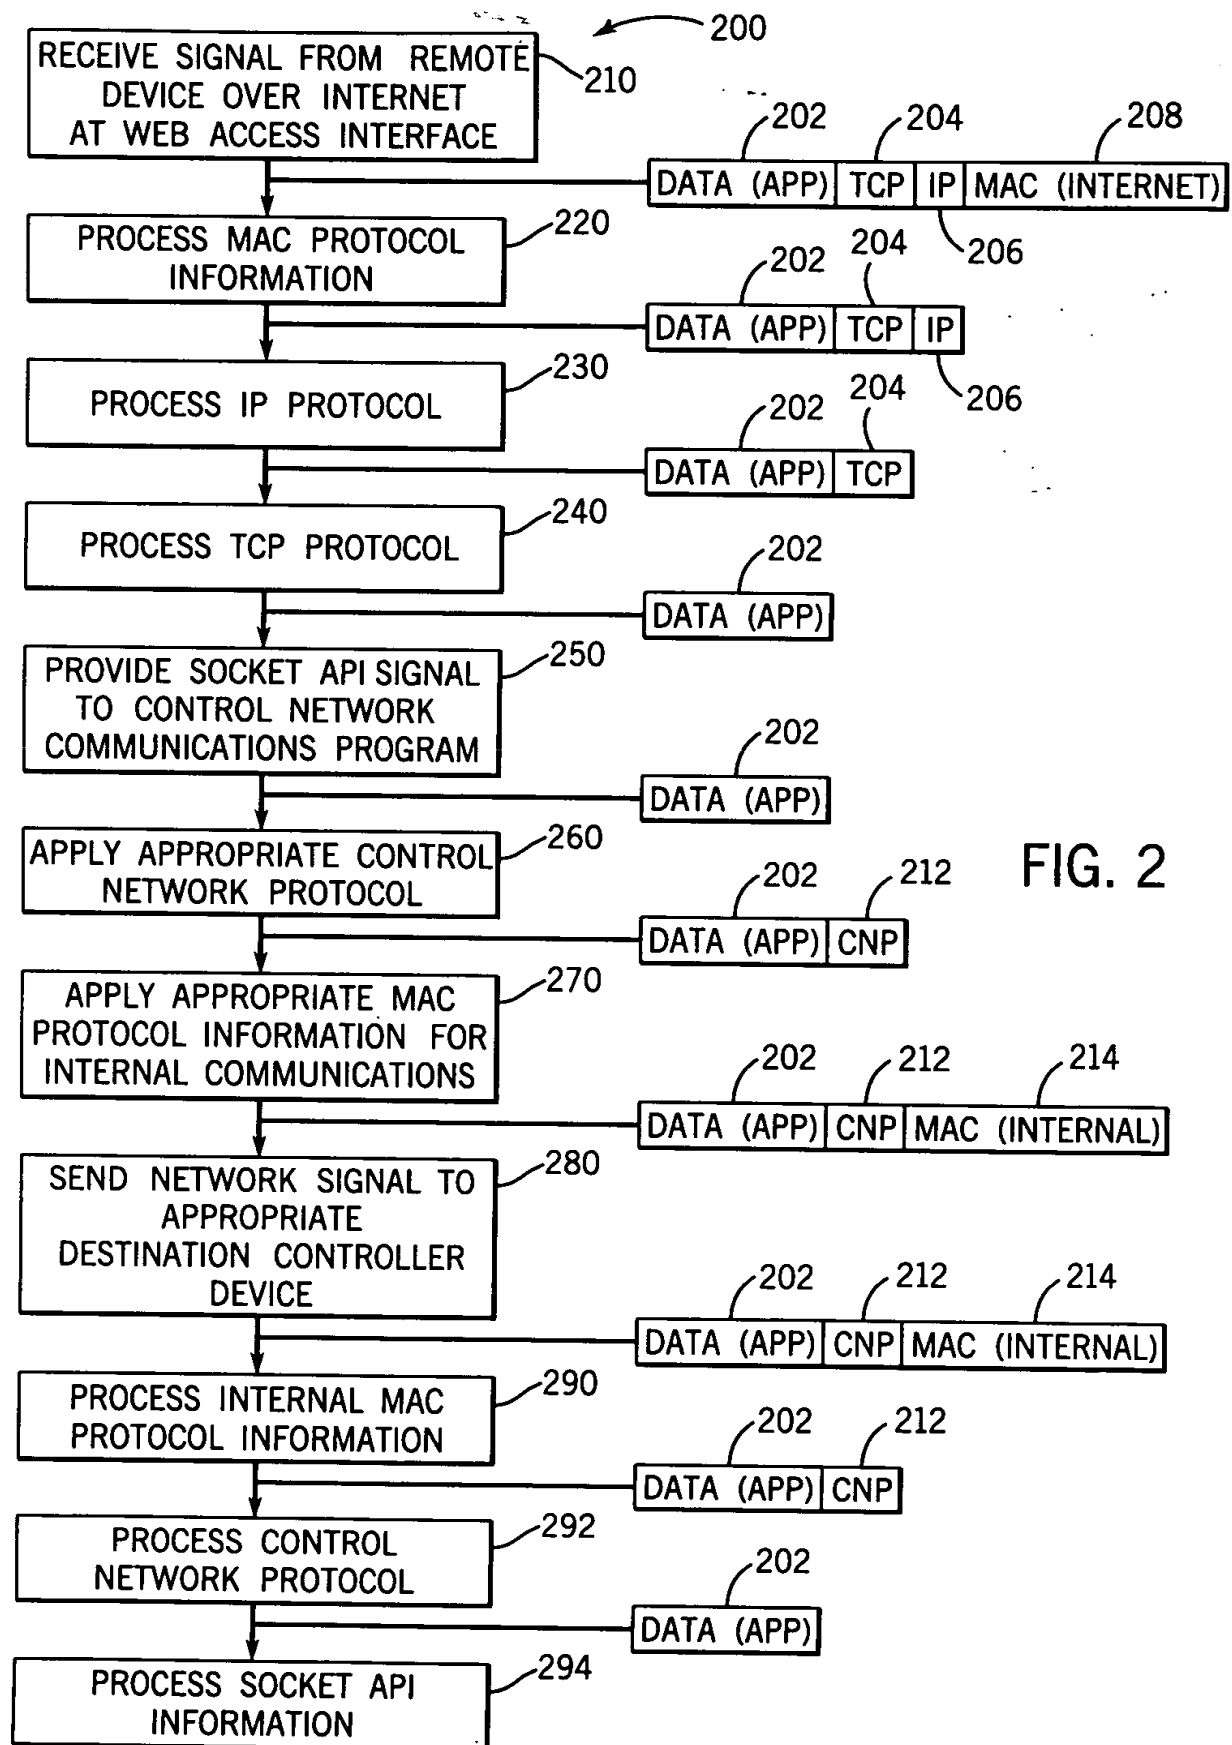 200
RECEIVE SIGNAL FROM REMOTE
DEVICE OVER INTERNET
AT WEB ACCESS INTERFACE
210
202 204 208
DATA (APP) TCP IP MAC (INTERNET)
206
PROCESS MAC PROTOCOL
INFORMATION
220
202 204
DATA (APP) TCP IP
206
PROCESS IP PROTOCOL
230
202 204
DATA (APP) TCP
PROCESS TCP PROTOCOL
240
202
DATA (APP)
PROVIDE SOCKET API SIGNAL
TO CONTROL NETWORK
COMMUNICATIONS PROGRAM
250
202
DATA (APP)
APPLY APPROPRIATE CONTROL
NETWORK PROTOCOL
260
FIG. 2
202 212
DATA (APP) CNP
APPLY APPROPRIATE MAC
PROTOCOL INFORMATION FOR
INTERNAL COMMUNICATIONS
270
202 212 214
DATA (APP) CNP MAC (INTERNAL)
SEND NETWORK SIGNAL TO
APPROPRIATE
DESTINATION CONTROLLER
DEVICE
280
202 212 214
DATA (APP) CNP MAC (INTERNAL)
PROCESS INTERNAL MAC
PROTOCOL INFORMATION
290
202 212
DATA (APP) CNP
PROCESS CONTROL
NETWORK PROTOCOL
292
202
DATA (APP)
PROCESS SOCKET API
INFORMATION
294